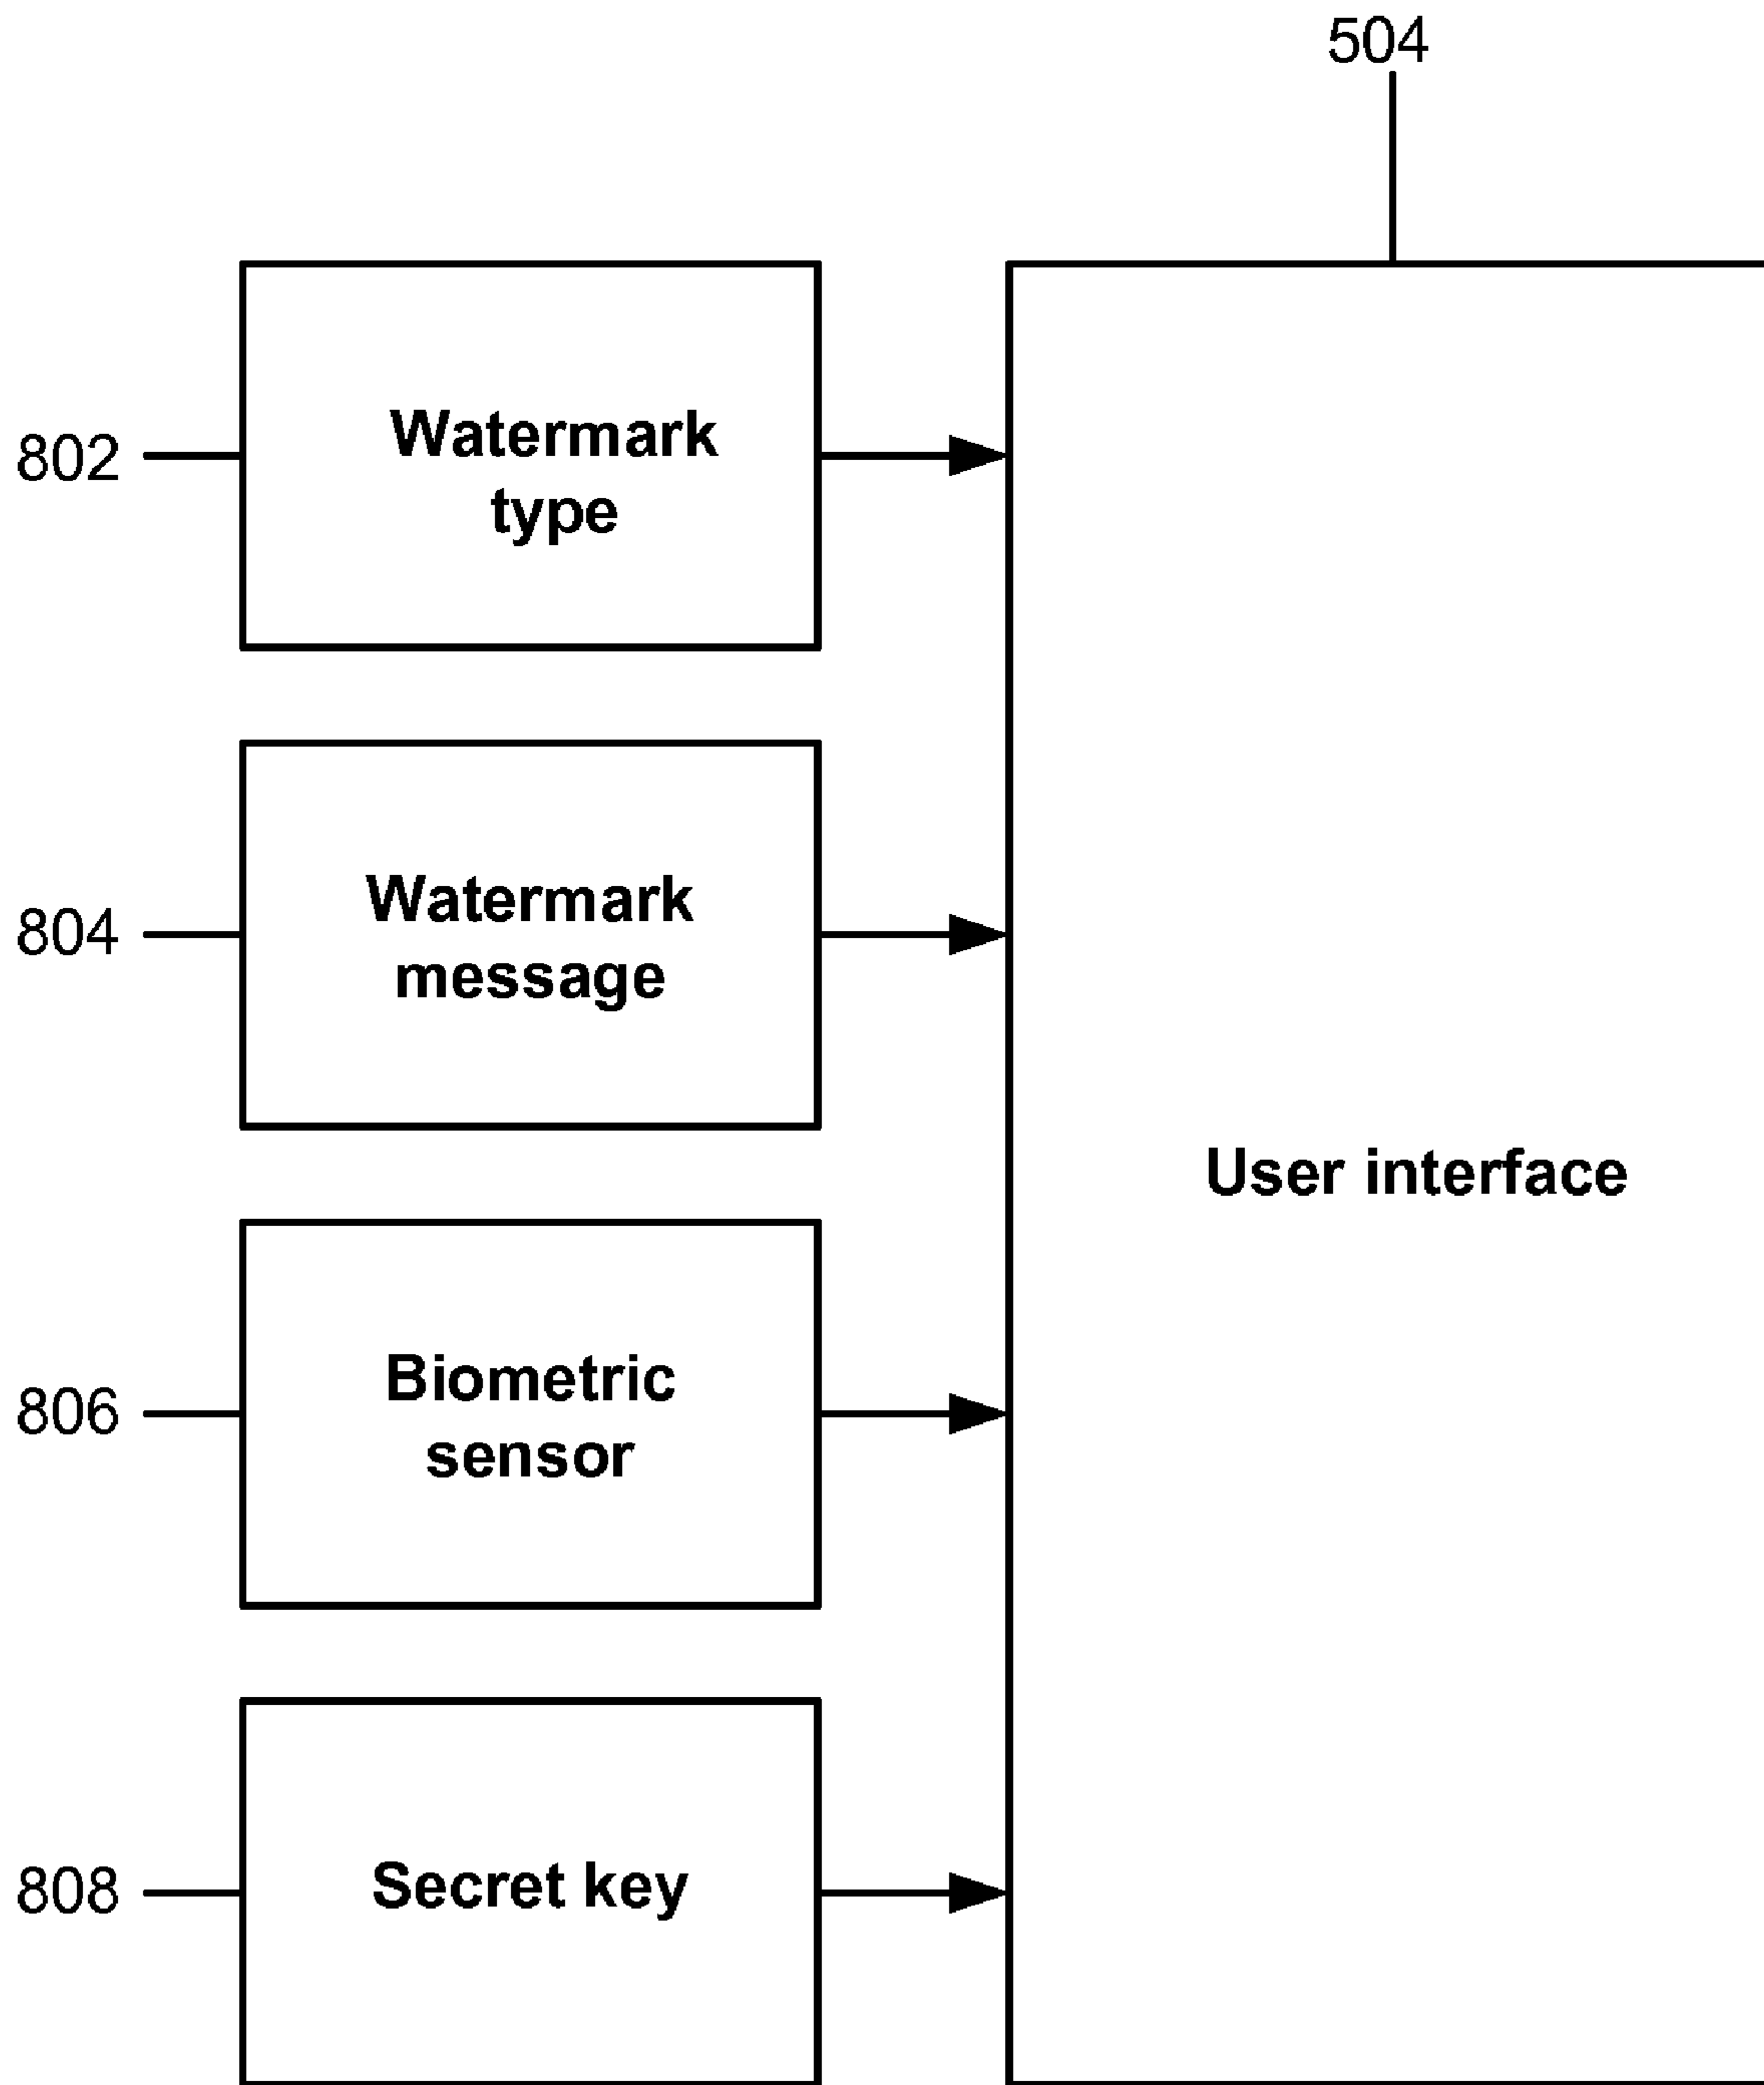 504
802
Watermark
type
804
Watermark
message
User interface
806
Biometric
sensor
808
Secret key